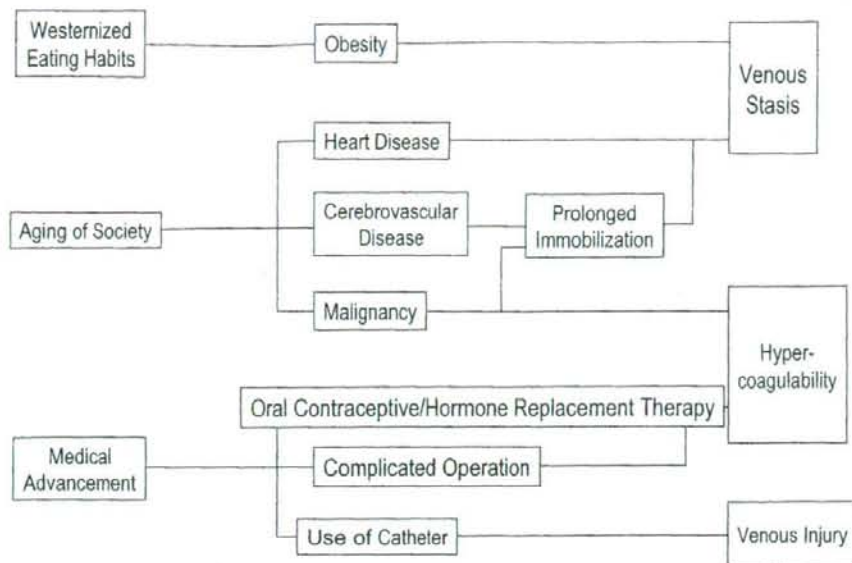 Westernized
Eating Habits
Obesity
Venous
Stasis
Heart Disease
Aging of Society
Cerebrovascular
Disease
Prolonged
Immobilization
Malignancy
Hyper-
coagulability
Oral Contraceptive/Hormone Replacement Therapy
Medical
Advancement
Complicated Operation
Use of Catheter
Venous Injury